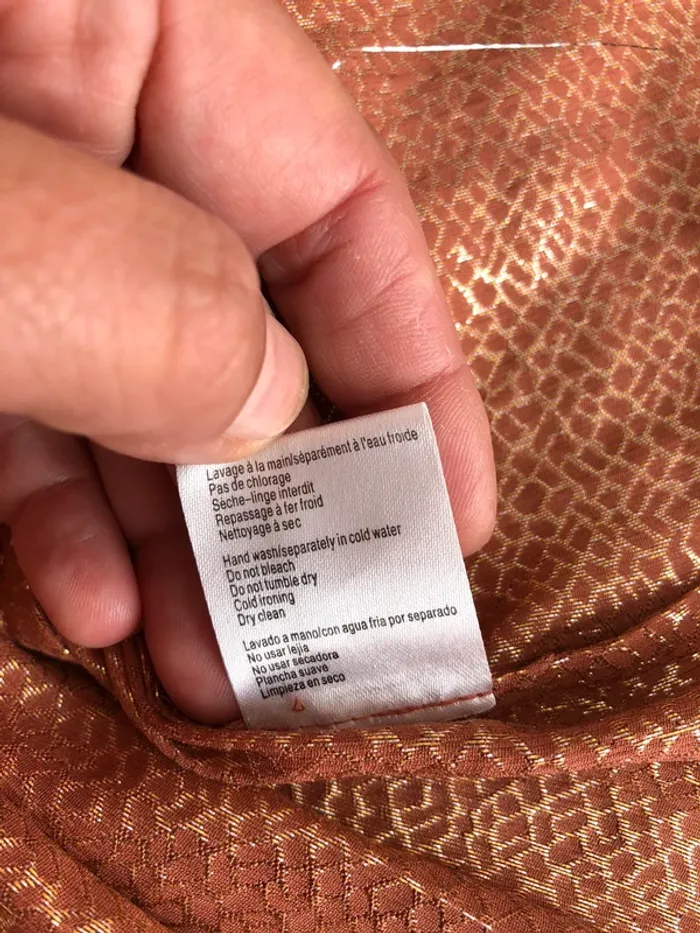 Lavage à la main/séparément à l'eau froide
Pas de chlorage
Sèche-linge interdit
Repassage à fer froid
Nettoyage à sec
Hand wash/separately in cold water
Do not bleach
Do not tumble dry
Cold ironing
Dry clean
Lavado a mano/con agua fria por separado
No usar lejia
No usar secadora
Plancha suave
Limpieza en seco